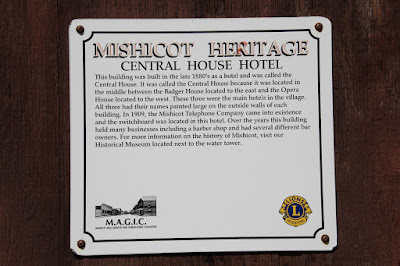 MISHICOT HERITAGE
CENTRAL HOUSE HOTEL
This building was built in the late 1880's as a hotel and was called the
Central House. It was called the Central House because it was located in
the middle between the Badger House located to the east and the Opera
House located to the west. These three were the main hotels in the village.
All three had their names painted large on the outside walls of each
building. In 1909, the Mishicot Telephone Company came into existence
and the switchboard was located in this hotel. Over the years this building
held many businesses including a barber shop and had several different bar
owners. For more information on the history of Mishicot, visit our
Historical Museum located next to the water tower.
M.A.G.I.C.
LIONS
L